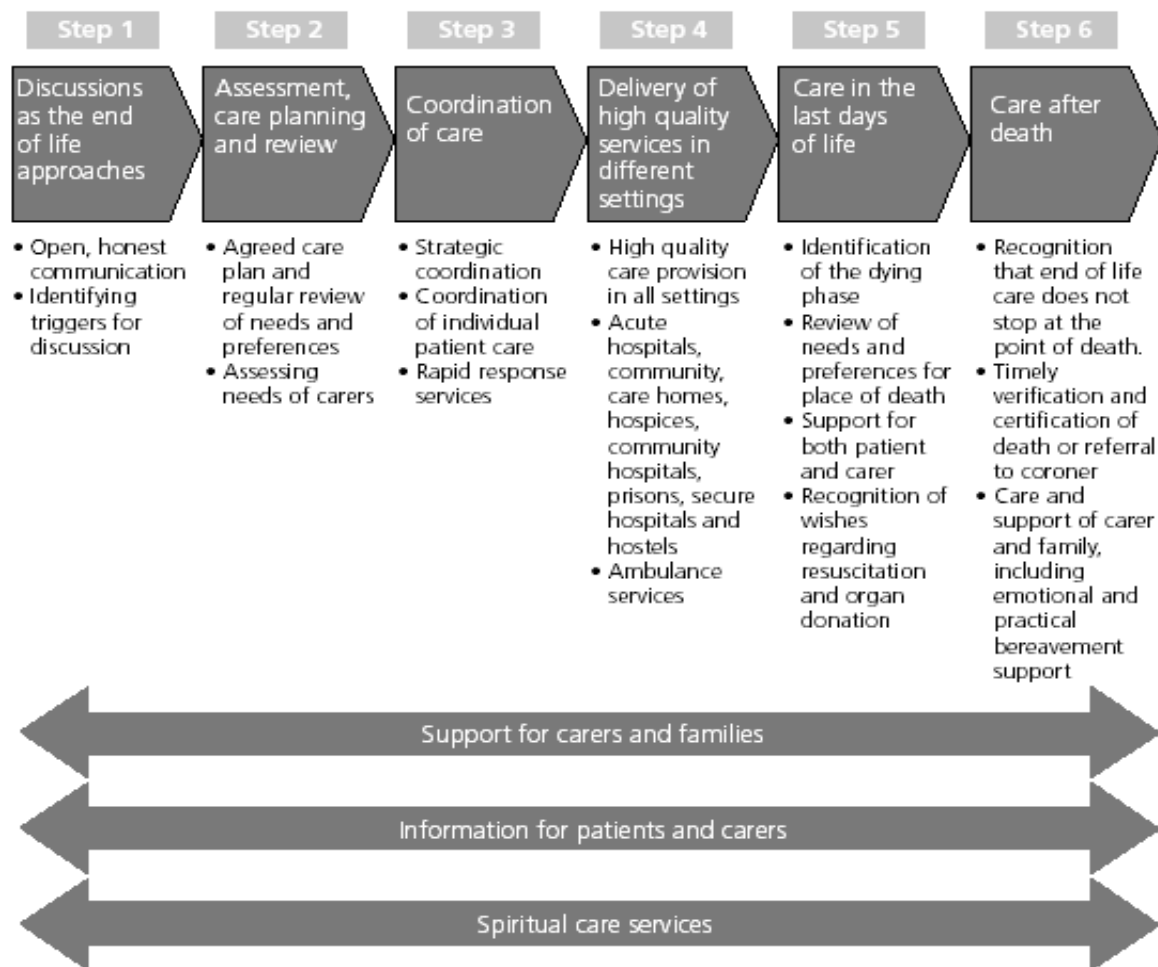 Step 1
Discussions
as the end
of life
approaches
• Open, honest
communication
• Identifying
triggers for
discussion
Step 2
Assessment,
care planning
and review
• Agreed care
plan and
regular review
of needs and
preferences
• Assessing
needs of carers
Step 3
Coordination
of care
• Strategic
coordination
• Coordination
of individual
patient care
• Rapid response
services
Step 4
Delivery of
high quality
services in
different
settings
• High quality
care provision
in all settings
• Acute
hospitals,
community,
care homes,
hospices,
community
hospitals,
prisons, secure
hospitals and
hostels
• Ambulance
services
Step 5
Care in the
last days
of life
• Identification
of the dying
phase
• Review of
needs and
preferences for
place of death
• Support for
both patient
and carer
• Recognition of
wishes
regarding
resuscitation
and organ
donation
Step 6
Care after
death
• Recognition
that end of life
care does not
stop at the
point of death.
• Timely
verification and
certification of
death or referral
to coroner
• Care and
support of carer
and family,
including
emotional and
practical
bereavement
support
Support for carers and families
Information for patients and carers
Spiritual care services